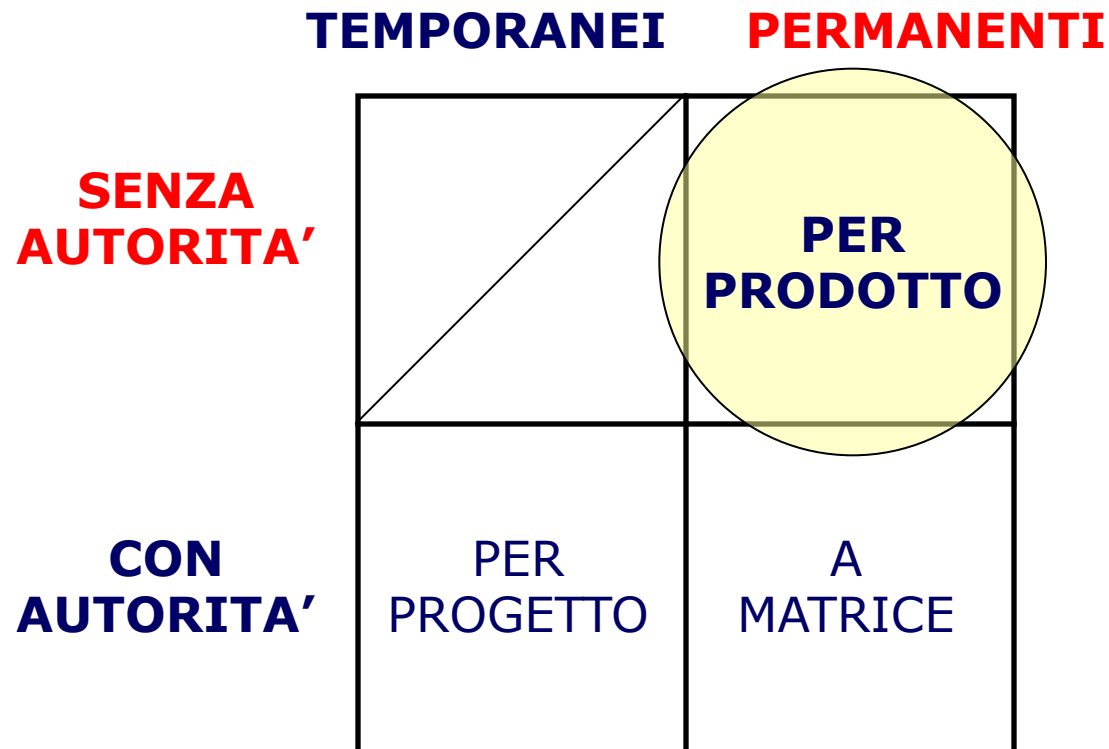 TEMPORANEI PERMANENTI
SENZA
AUTORITA’
PER
PRODOTTO
CON
AUTORITA’
PER
PROGETTO
A
MATRICE